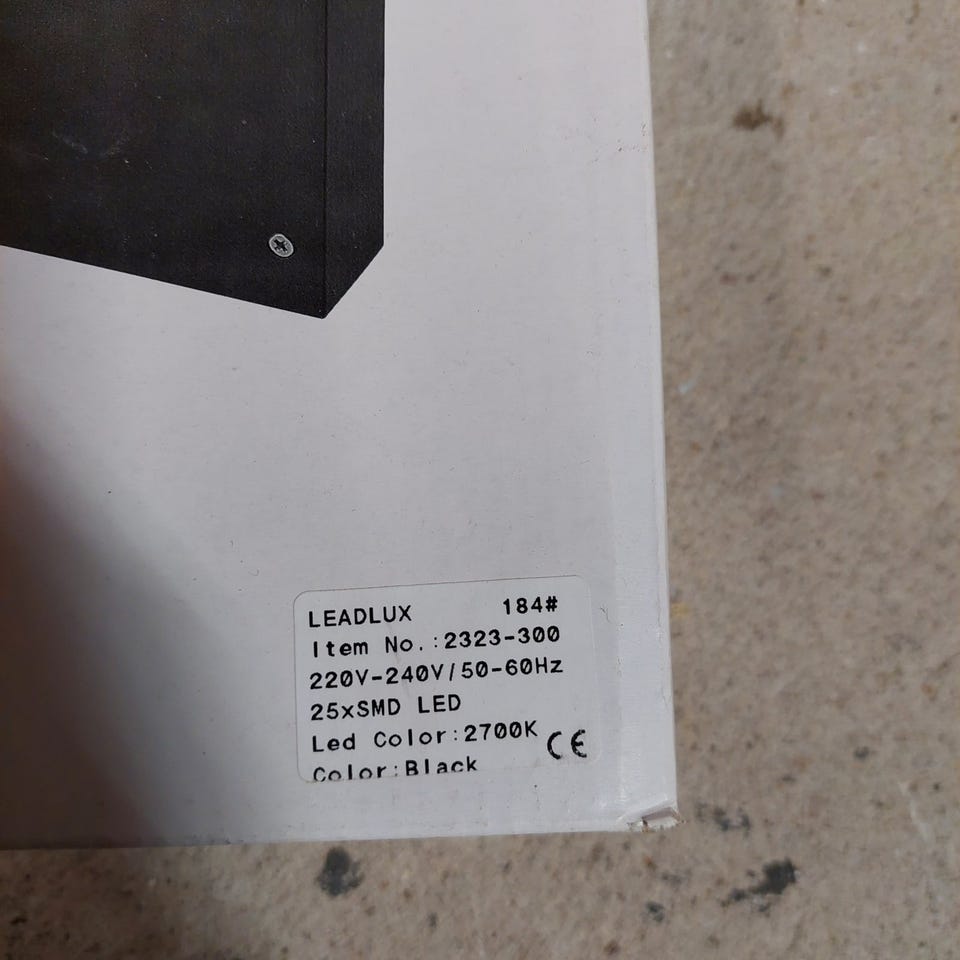 LEADLUX 184#
Item No.:2323-300
220V-240V/50-60Hz
25xSMD LED
Led Color:2700K
CE
Color:Black